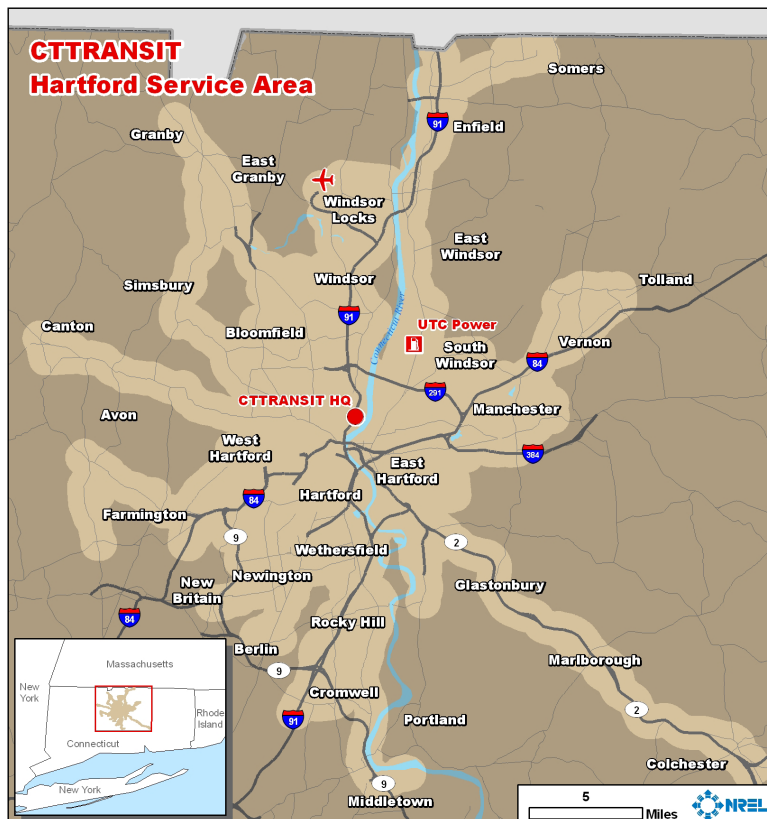 CTTRANSIT
Hartford Service Area
Somers
91
Enfield
Granby
East
Granby
Windsor
Locks
East
Windsor
Windsor
Tolland
Simsbury
91
Connecticut River
UTC Power
Canton
Bloomfield
South
Windsor
Vernon
84
291
CTTRANSIT HQ
Manchester
Avon
West
Hartford
384
East
Hartford
84
Hartford
Farmington
9
2
Wethersfield
New
Britain
Newington
Glastonbury
84
Rocky Hill
Berlin
Marlborough
9
Cromwell
91
Portland
2
Colchester
9
Middletown
Massachusetts
New
York
Rhode
Island
Connecticut
New York
5
Miles
NREL